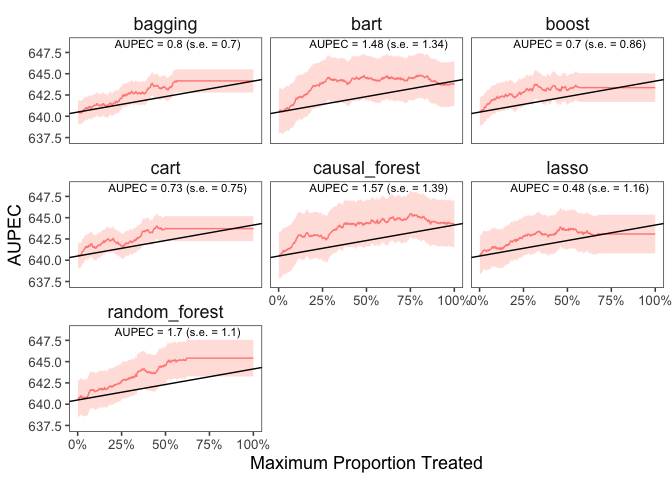 bagging bart boost
AUPEC = 0.8 (s.e. = 0.7) AUPEC = 1.48 (s.e. = 1.34) AUPEC = 0.7 (s.e. = 0.86)
647.5
645.0
642.5
640.0
637.5
cart causal_forest lasso
AUPEC = 0.73 (s.e. = 0.75) AUPEC = 1.57 (s.e. = 1.39) AUPEC = 0.48 (s.e. = 1.16)
647.5
645.0
642.5
640.0
637.5
AUPEC
0% 25% 50% 75% 100% 0% 25% 50% 75% 100%
random_forest
AUPEC = 1.7 (s.e. = 1.1)
647.5
645.0
642.5
640.0
637.5
0% 25% 50% 75% 100%
Maximum Proportion Treated